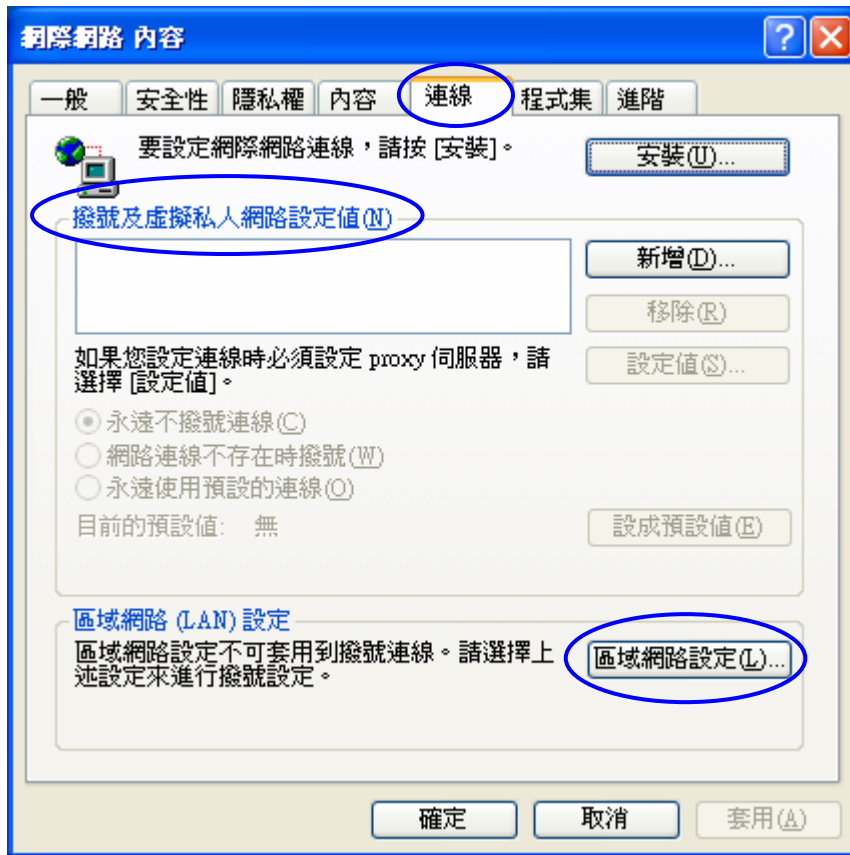 網際網路 內容
一般 安全性 隱私權 內容 連線 程式集 進階
要設定網際網路連線，請按 [安裝]。
安裝(U)...
撥號及虛擬私人網路設定值(N)
新增(D)...
移除(R)
如果您設定連線時必須設定 proxy 伺服器，請
選擇 [設定值]。
設定值(S)...
永遠不撥號連線(C)
網路連線不存在時撥號(W)
永遠使用預設的連線(O)
目前的預設值: 無
設成預設值(E)
區域網路 (LAN) 設定
區域網路設定不可套用到撥號連線。請選擇上
述設定來進行撥號設定。
區域網路設定(L)...
確定 取消 套用(A)